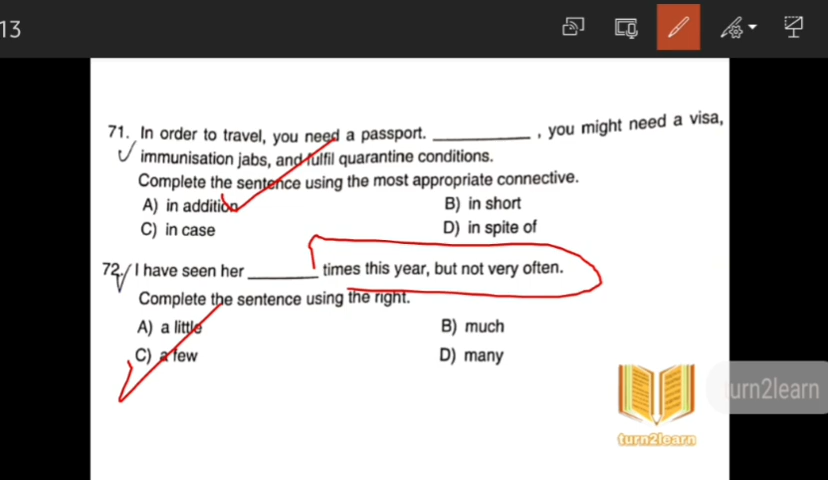 13
71. In order to travel, you need a passport. __________ , you might need a visa,
immunisation jabs, and fulfil quarantine conditions.
Complete the sentence using the most appropriate connective.
A) in addition B) in short
C) in case D) in spite of
72. I have seen her ________ times this year, but not very often.
Complete the sentence using the right.
A) a little B) much
C) a few D) many
turn2learn
turn2learn